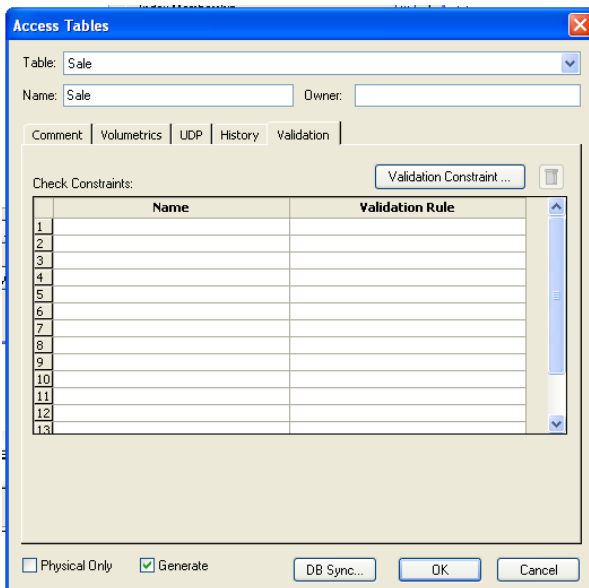 Access Tables
Table: Sale
Name: Sale Owner:
Comment Volumetrics UDP History Validation
Check Constraints: Validation Constraint ...
Name Validation Rule
1
2
3
4
5
6
7
8
9
10
11
12
13
Physical Only Generate DB Sync... OK Cancel